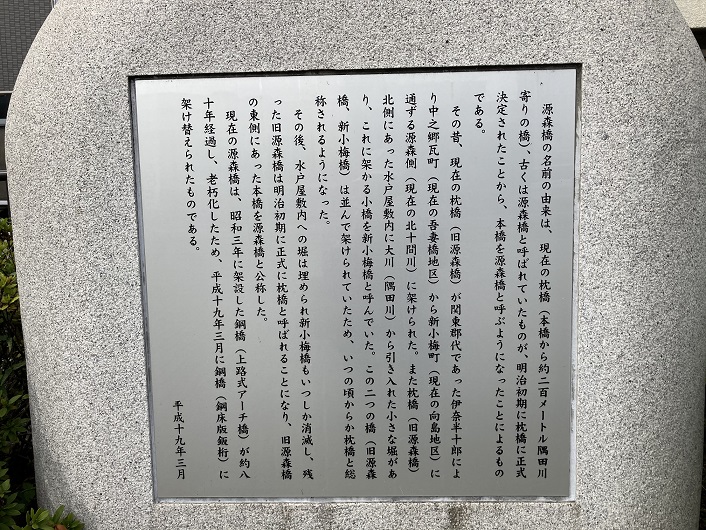 源森橋の名前の由来は、現在の枕橋（本橋から約二百メートル隅田川
寄りの橋）、古くは源森橋と呼ばれていたものが、明治初期に枕橋に正式
決定されたことから、本橋を源森橋と呼ぶようになったことによるもの
である。
その昔、現在の枕橋（旧源森橋）が関東郡代であった伊奈半十郎によ
り中之郷瓦町（現在の吾妻橋地区）から新小梅町（現在の向島地区）に
通ずる源森側（現在の北十間川）に架けられた。また枕橋（旧源森橋）
北側にあった水戸屋敷内に大川（隅田川）から引き入れた小さな堀があ
り、これに架かる小橋を新小梅橋と呼んでいた。この二つの橋（旧源森
橋、新小梅橋）は並んで架けられていたため、いつの頃からか枕橋と総
称されるようになった。
その後、水戸屋敷内への堀は埋められ新小梅橋もいつしか消滅し、残
った旧源森橋は明治初期に正式に枕橋と呼ばれることになり、旧源森橋
の東側にあった本橋を源森橋と公称した。
現在の源森橋は、昭和三年に架設した鋼橋（上路式アーチ橋）が約八
十年経過し、老朽化したため、平成十九年三月に鋼橋（鋼床版鈑桁）に
架け替えられたものである。
平成十九年三月